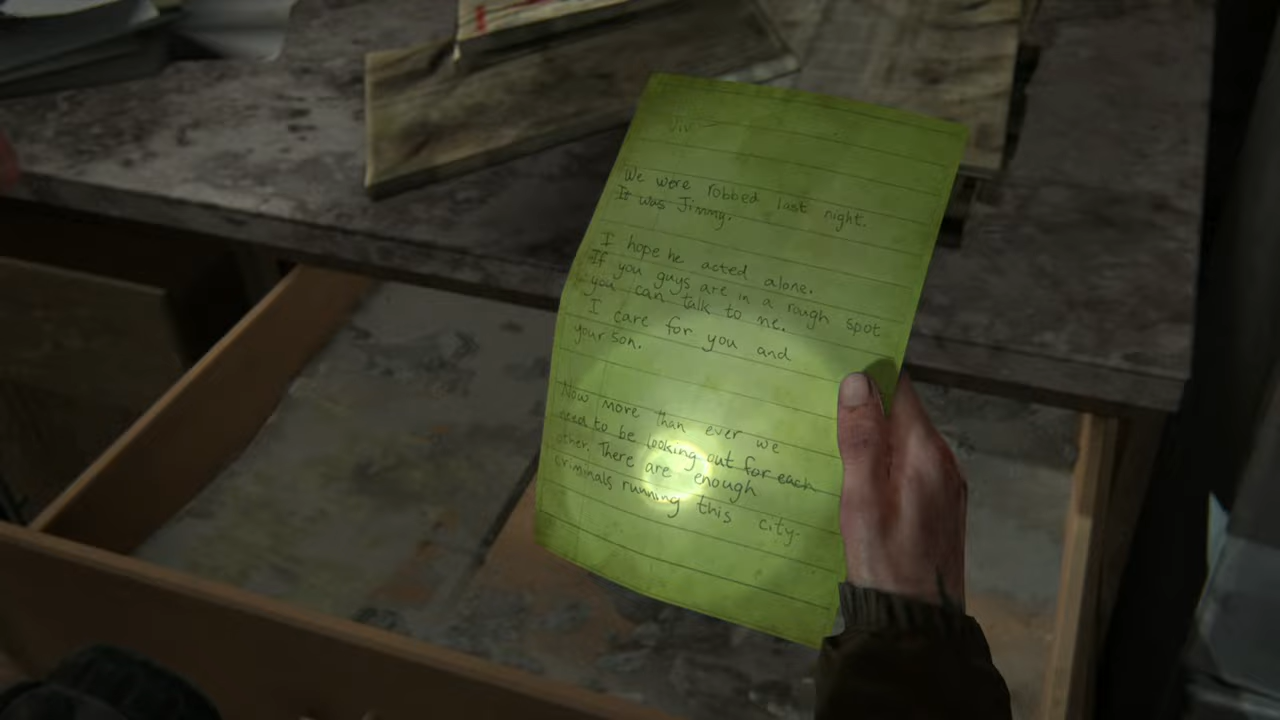 We were robbed last night.
It was Jimmy.
I hope he acted alone.
If you guys are in a rough spot
you can talk to me.
I care for you and
your son.
Now more than ever we
need to be looking out for each
other. There are enough
criminals running this city.